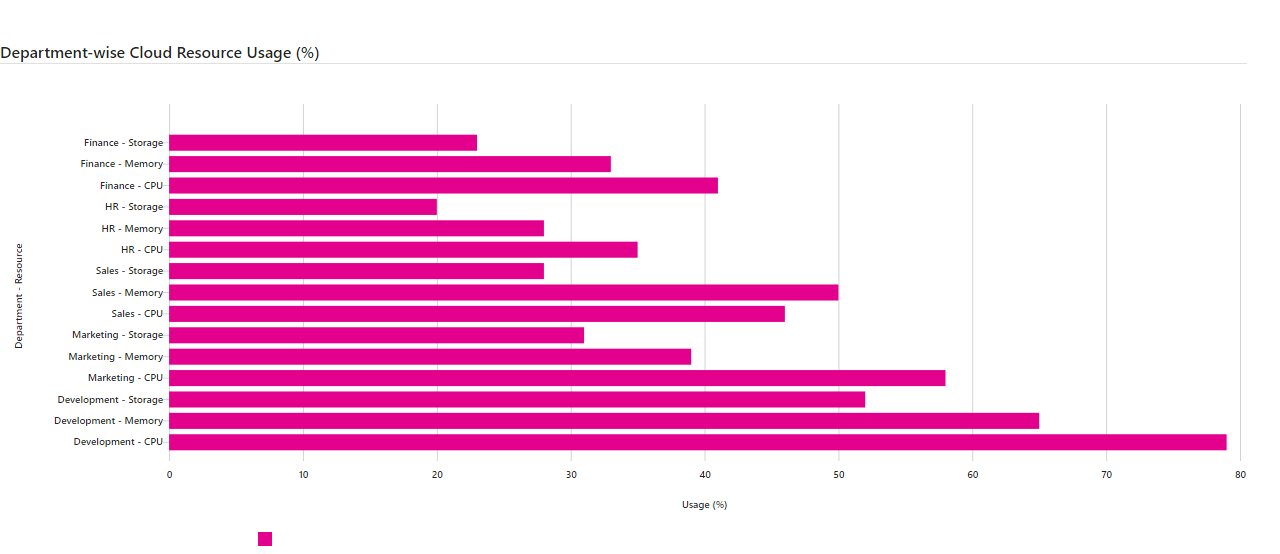 Department-wise Cloud Resource Usage (%)
Department - Resource
Finance - Storage
Finance - Memory
Finance - CPU
HR - Storage
HR - Memory
HR - CPU
Sales - Storage
Sales - Memory
Sales - CPU
Marketing - Storage
Marketing - Memory
Marketing - CPU
Development - Storage
Development - Memory
Development - CPU
0 10 20 30 40 50 60 70 80
Usage (%)